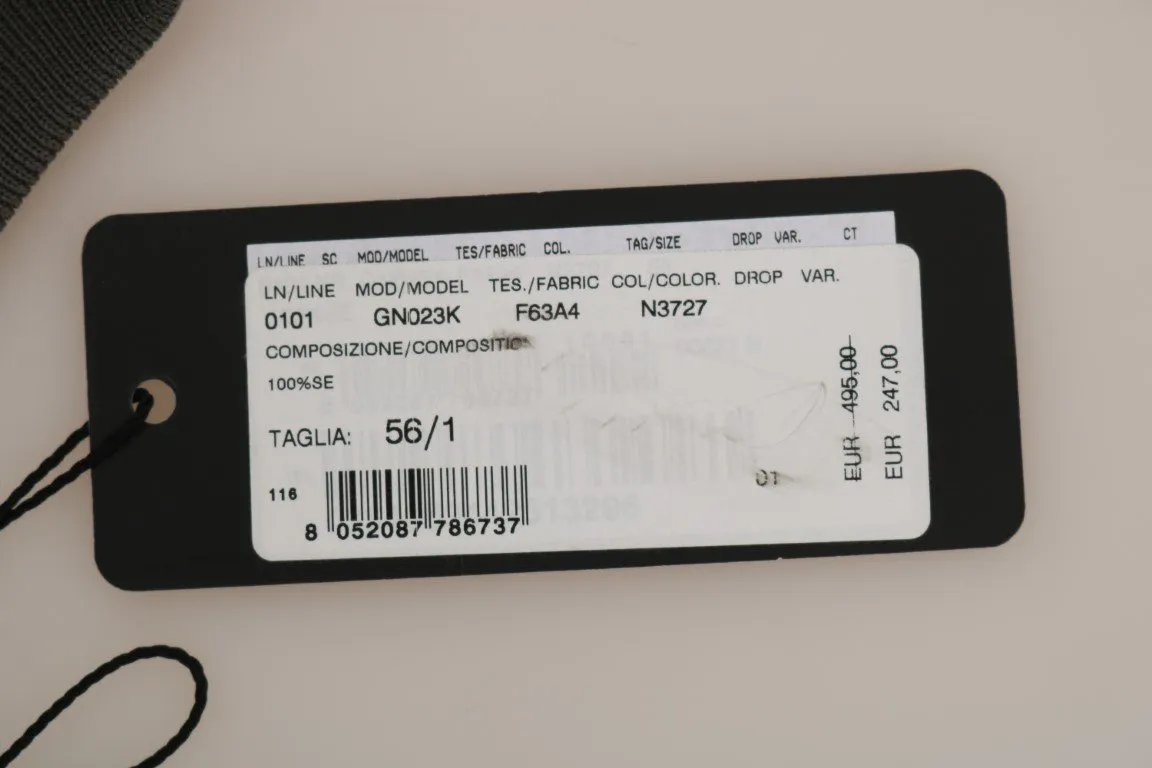 LN/LINE SC MOD/MODEL TES/FABRIC COL. TAG/SIZE DROP VAR. CT
LN/LINE MOD/MODEL TES./FABRIC COL/COLOR. DROP VAR.
0101 GN023K F63A4 N3727
COMPOSIZIONE/COMPOSITION
100%SE
TAGLIA: 56/1
116
8 052087 786737
01
EUR 495,00
EUR 247,00